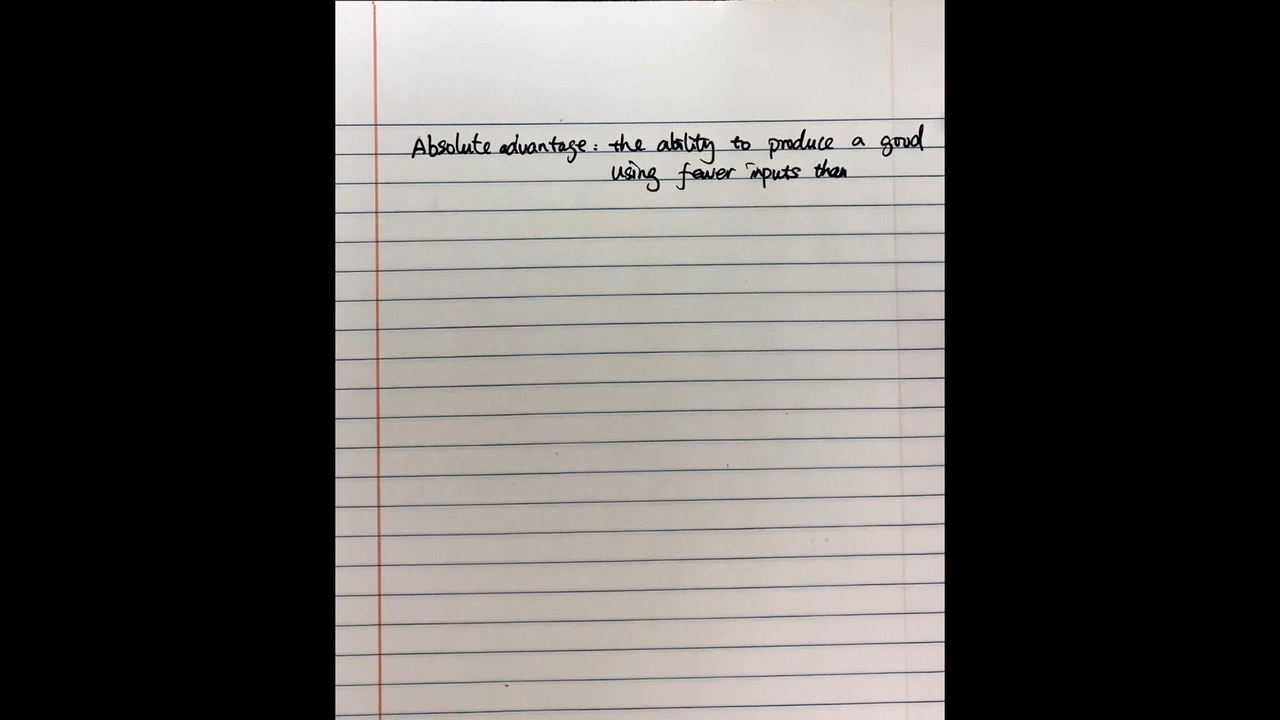 Absolute advantage: the ability to produce a good
using fewer inputs than